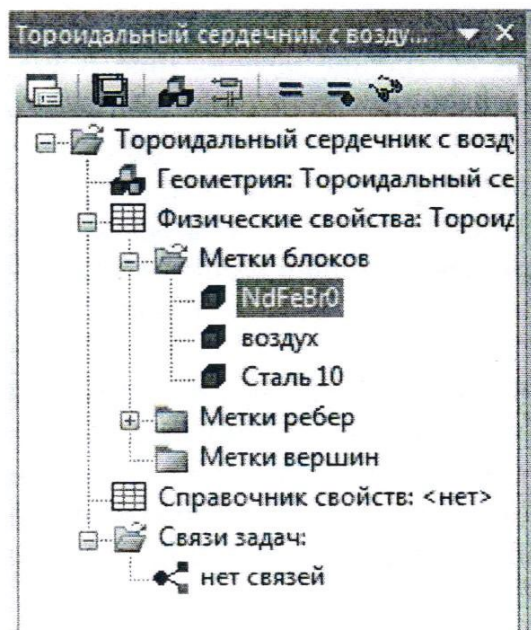 Тороидальный сердечник с возду...
Тороидальный сердечник с возд
Геометрия: Тороидальный се
Физические свойства: Тороид
Метки блоков
NdFeBr0
воздух
Сталь 10
Метки ребер
Метки вершин
Справочник свойств: <нет>
Связи задач:
нет связей